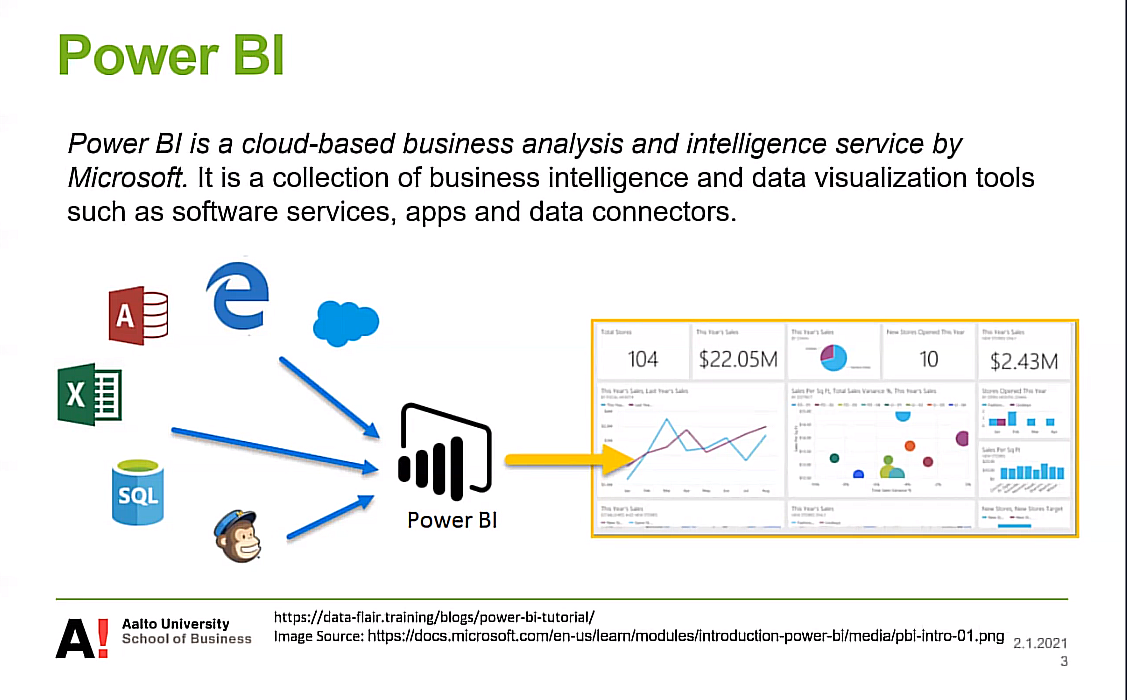 Power BI
Power BI is a cloud-based business analysis and intelligence service by
Microsoft. It is a collection of business intelligence and data visualization tools
such as software services, apps and data connectors.
A
X
SQL
Power BI
Total Stores
104
This Year's Sales
$22.05M
This Year's Sales
New Stores Opened This Year
10
This Year's Sales
$2.43M
This Year's Sales, Last Year's Sales
Sales Per Sq Ft, Total Sales Variance %, This Year's Sales
Stores Opened This Year
Sales Per Sq Ft
Total Sales Variance %
This Year's Sales
This Year's Sales
New Stores, New Stores Target
A!
Aalto University
School of Business
https://data-flair.training/blogs/power-bi-tutorial/
Image Source: https://docs.microsoft.com/en-us/learn/modules/introduction-power-bi/media/pbi-intro-01.png
2.1.2021
3